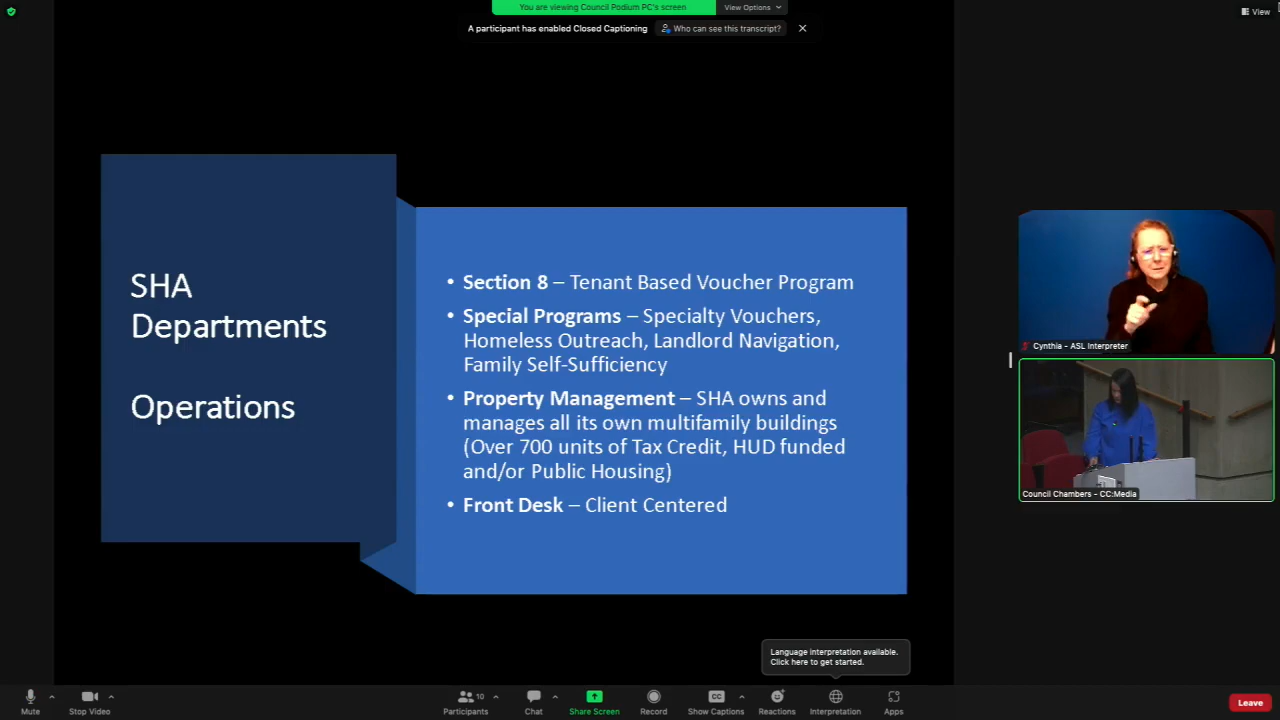 You are viewing Council Podium PC's screen
View Options
View
A participant has enabled Closed Captioning
Who can see this transcript?
SHA
Departments
Operations
• Section 8 – Tenant Based Voucher Program
• Special Programs – Specialty Vouchers,
Homeless Outreach, Landlord Navigation,
Family Self-Sufficiency
• Property Management – SHA owns and
manages all its own multifamily buildings
(Over 700 units of Tax Credit, HUD funded
and/or Public Housing)
• Front Desk – Client Centered
Cynthia - ASL Interpreter
Council Chambers - CC:Media
Language interpretation available.
Click here to get started.
Mute
Stop Video
Participants
10
Chat
Share Screen
Record
CC
Show Captions
Reactions
Interpretation
Apps
Leave